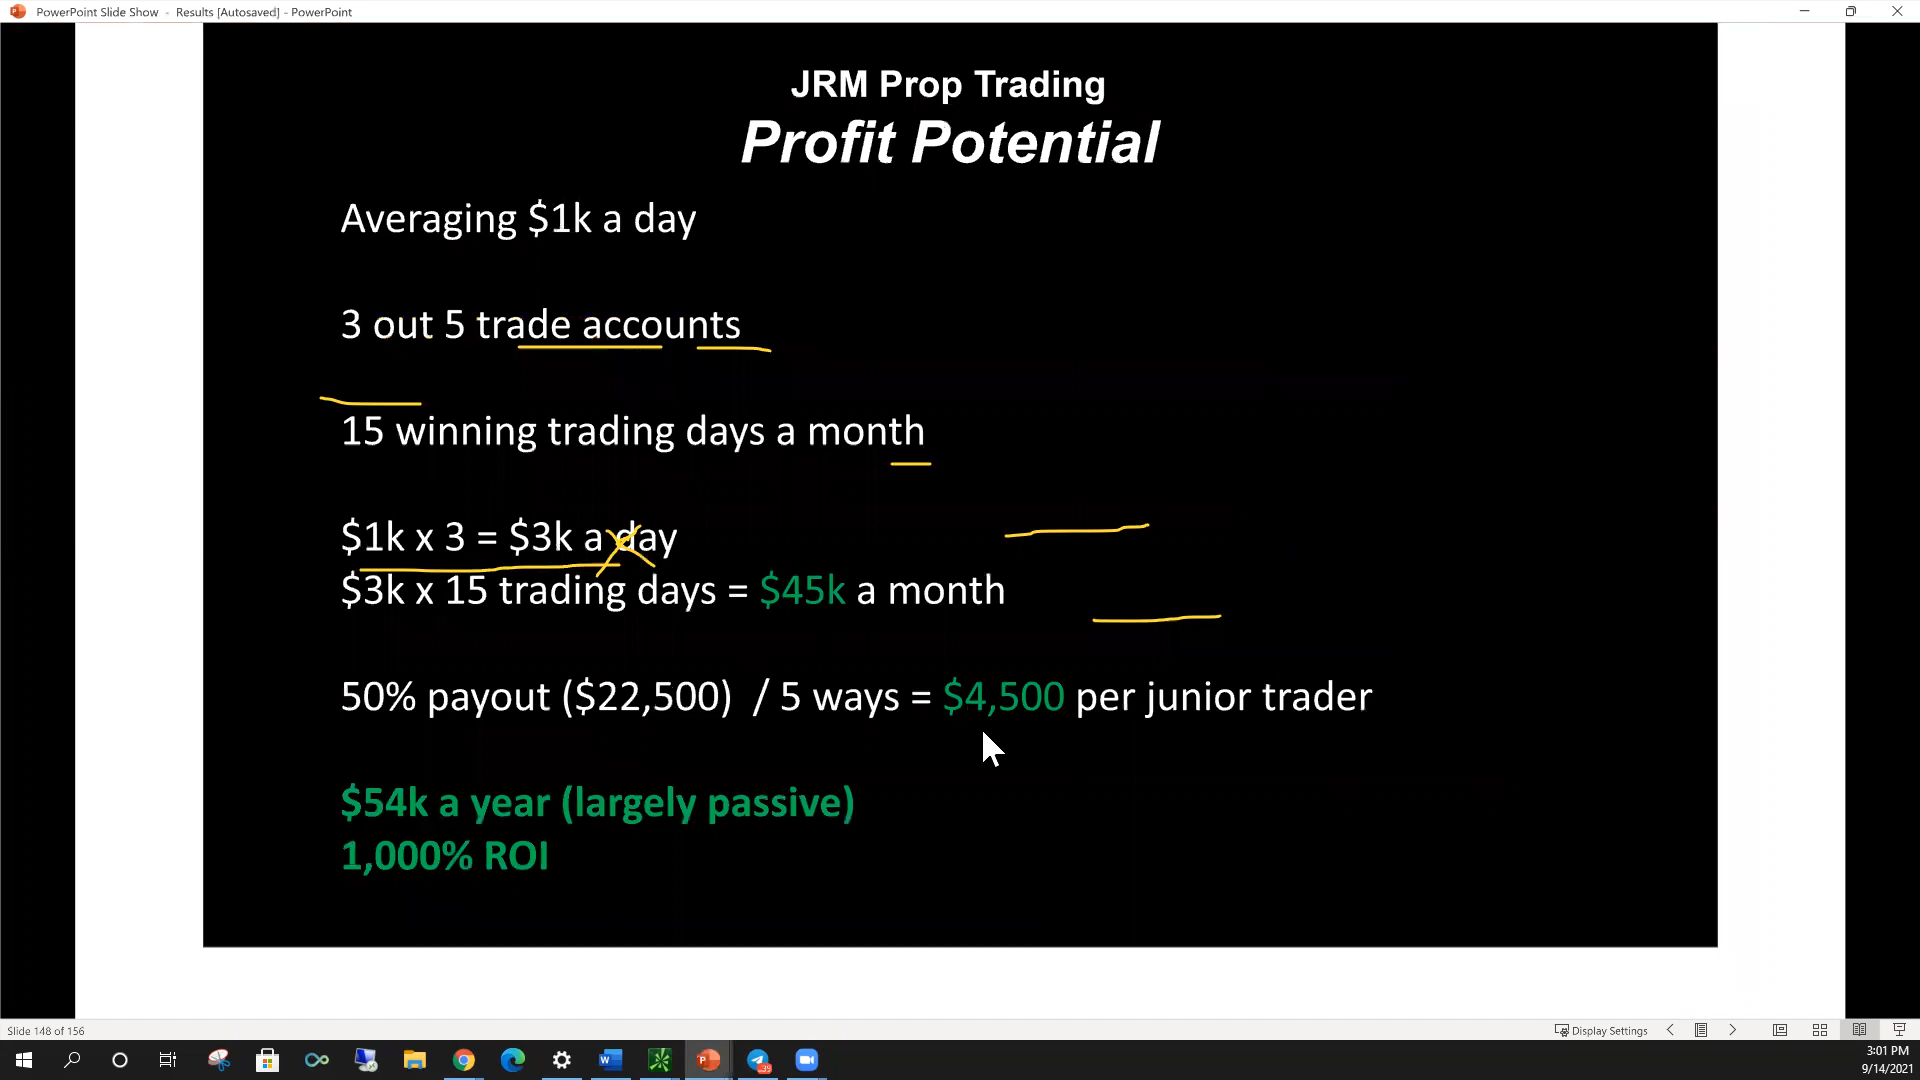 PowerPoint Slide Show - Results [Autosaved] - PowerPoint
JRM Prop Trading
Profit Potential
Averaging $1k a day
3 out 5 trade accounts
15 winning trading days a month
$1k x 3 = $3k a day
$3k x 15 trading days = $45k a month
50% payout ($22,500) / 5 ways = $4,500 per junior trader
$54k a year (largely passive)
1,000% ROI
Slide 148 of 156
Display Settings
39
3:01 PM
9/14/2021